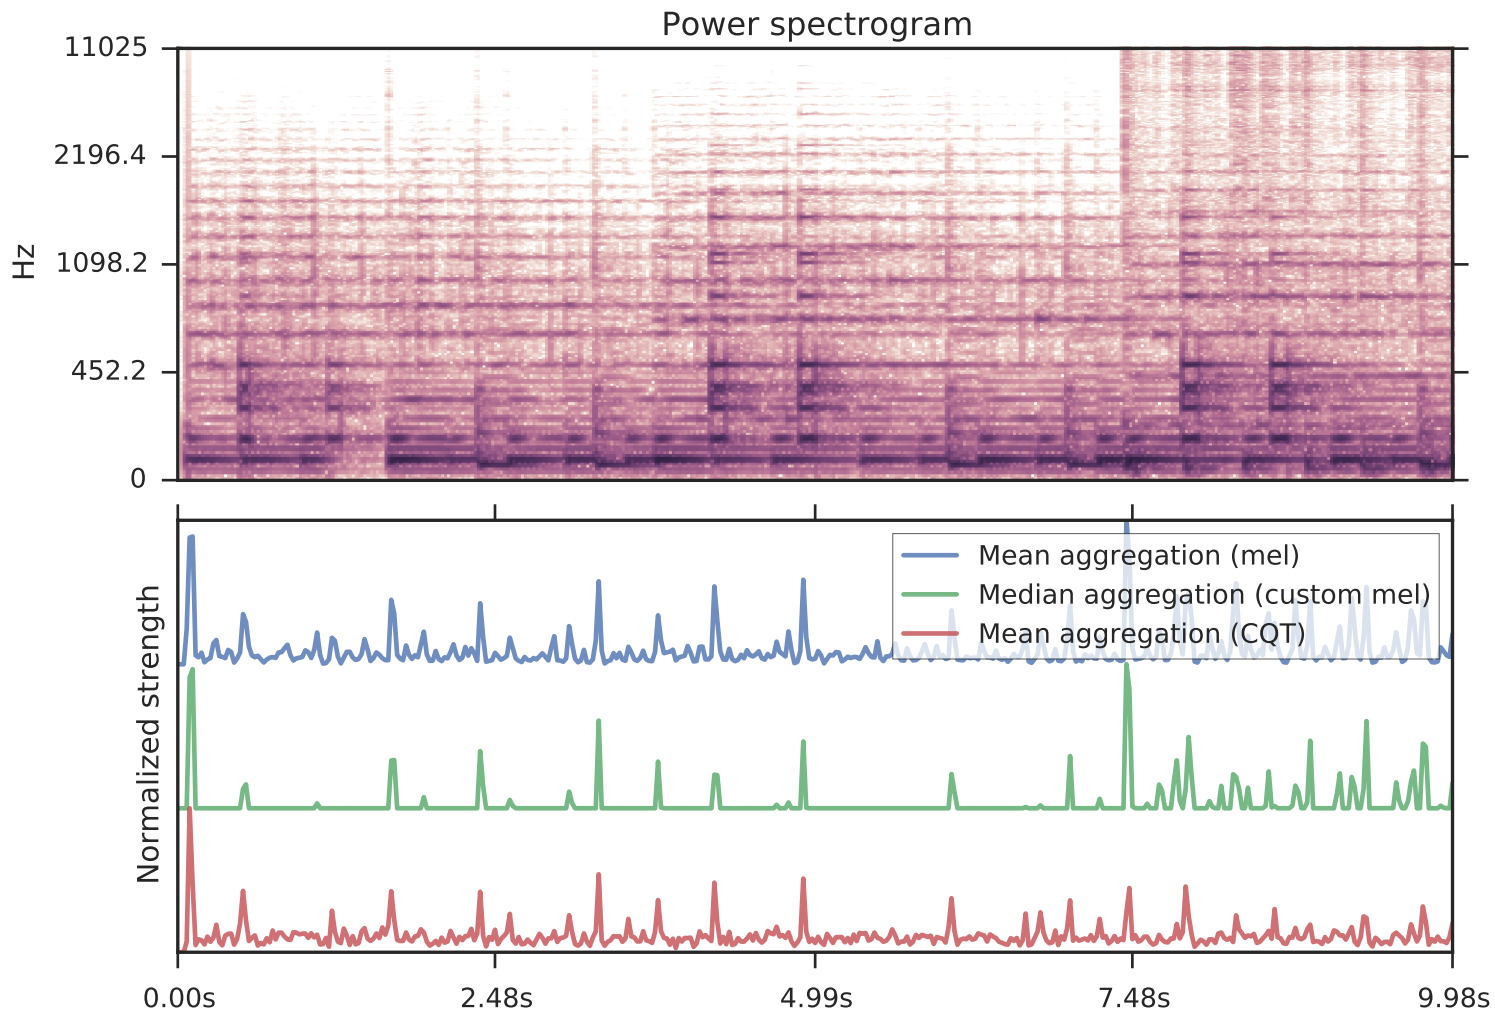 Power spectrogram
11025
2196.4
1098.2
452.2
0
Hz
Mean aggregation (mel)
Median aggregation (custom mel)
Mean aggregation (CQT)
Normalized strength
0.00s
2.48s
4.99s
7.48s
9.98s